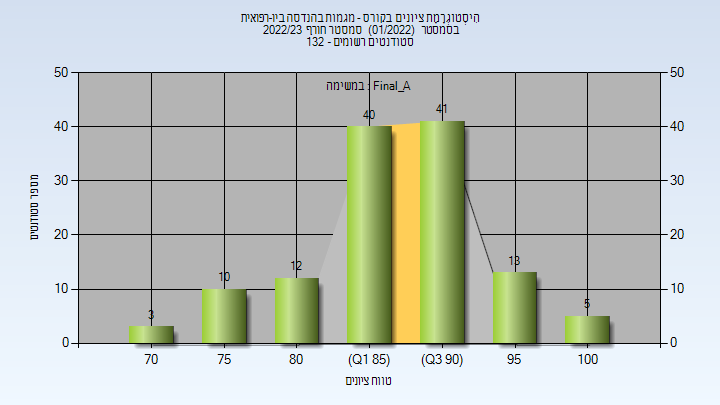 הִיסְטוֹגְרַמַת ציונים בקורס - מגמות בהנדסה ביו-רפואית
בסמסטר (01/2022) סמסטר חורף 2022/23
סטודנטים רשומים - 132
במשימה : Final_A
50 50
40 40
30 30
20 20
10 10
0 0
3 10 12 40 41 13 5
70 75 80 (Q1 85) (Q3 90) 95 100
מספר סטודנטים
טווח ציונים